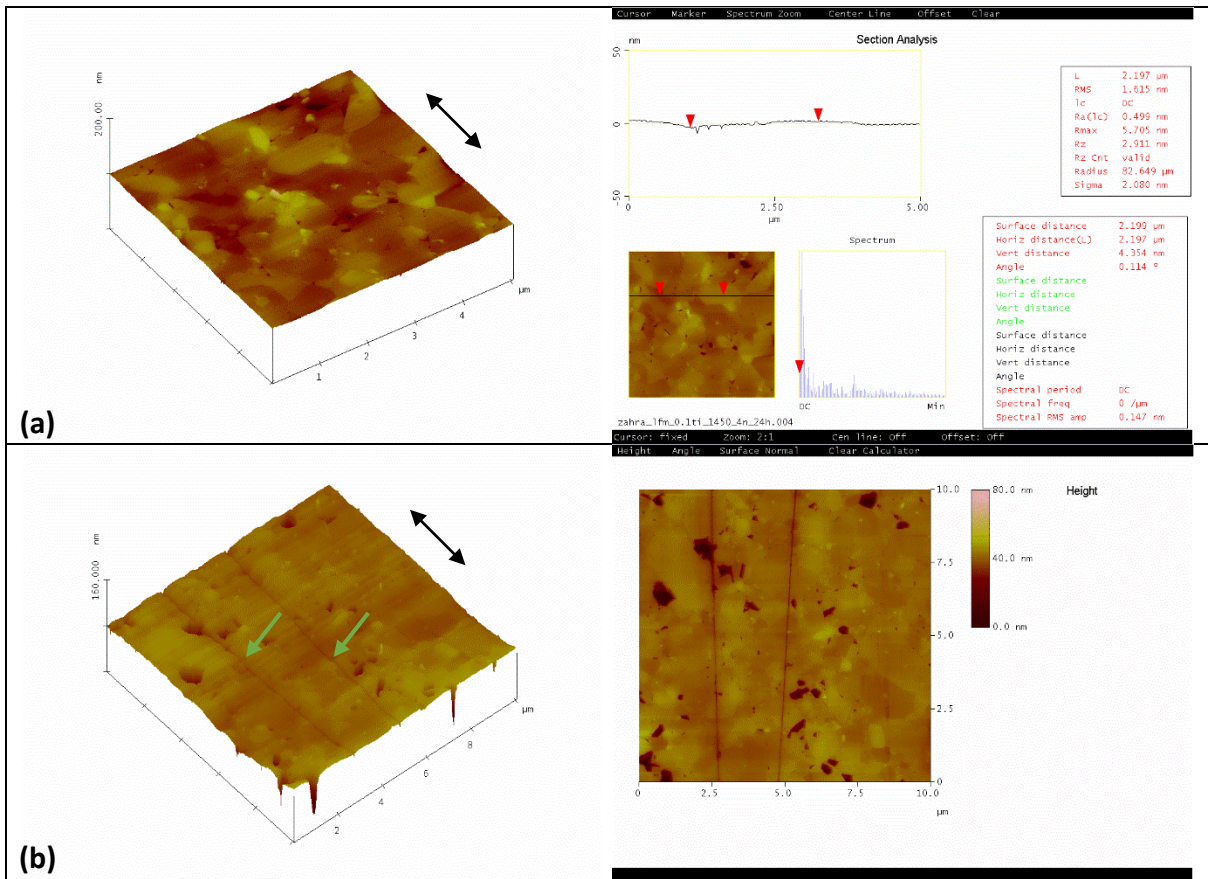 nm
200.00
1
2
3
4
µm
(a)
Cursor Marker Spectrum Zoom Center Line Offset Clear
Section Analysis
nm
50
0
-50
0 2.50 5.00
µm
L 2.197 µm
RMS 1.615 nm
lc DC
Ra(lc) 0.499 nm
Rmax 5.705 nm
Rz 2.911 nm
Rz Cnt valid
Radius 82.649 µm
Sigma 2.080 nm
Surface distance 2.199 µm
Horiz distance(L) 2.197 µm
Vert distance 4.354 nm
Angle 0.114 °
Surface distance
Horiz distance
Vert distance
Angle
Surface distance
Horiz distance
Vert distance
Angle
Spectral period DC
Spectral freq 0 /µm
Spectral RMS amp 0.147 nm
Spectrum
DC Min
zahra_lfm_0.1ti_1450_4n_24h.004
Cursor: fixed Zoom: 2:1 Cen line: Off Offset: Off
nm
160.000
2
4
6
8
µm
(b)
Height Angle Surface Normal Clear Calculator
Height
10.0
7.5
5.0
2.5
0
0 2.5 5.0 7.5 10.0
µm
80.0 nm
40.0 nm
0.0 nm